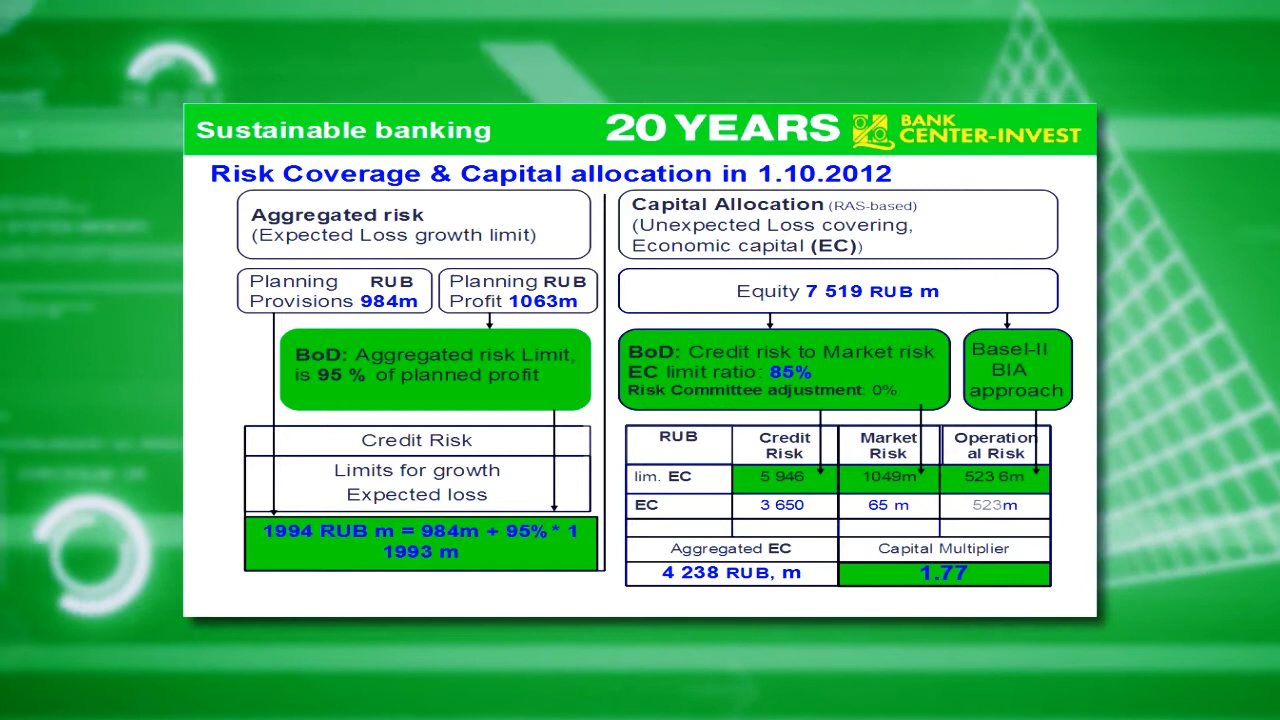 Sustainable banking
20 YEARS
BANK
CENTER-INVEST
Risk Coverage & Capital allocation in 1.10.2012
Aggregated risk
(Expected Loss growth limit)
Planning RUB
Provisions 984m
Planning RUB
Profit 1063m
BoD: Aggregated risk Limit,
is 95 % of planned profit
Credit Risk
Limits for growth
Expected loss
1994 RUB m = 984m + 95% * 1
1993 m
Capital Allocation (RAS-based)
(Unexpected Loss covering,
Economic capital (EC))
Equity 7 519 RUB m
BoD: Credit risk to Market risk
EC limit ratio: 85%
Risk Committee adjustment: 0%
Basel-II
BIA
approach
RUB
Credit
Risk
Market
Risk
Operation
al Risk
lim. EC
5 946
1049m
523 6m
EC
3 650
65 m
523m
Aggregated EC
Capital Multiplier
4 238 RUB, m
1.77